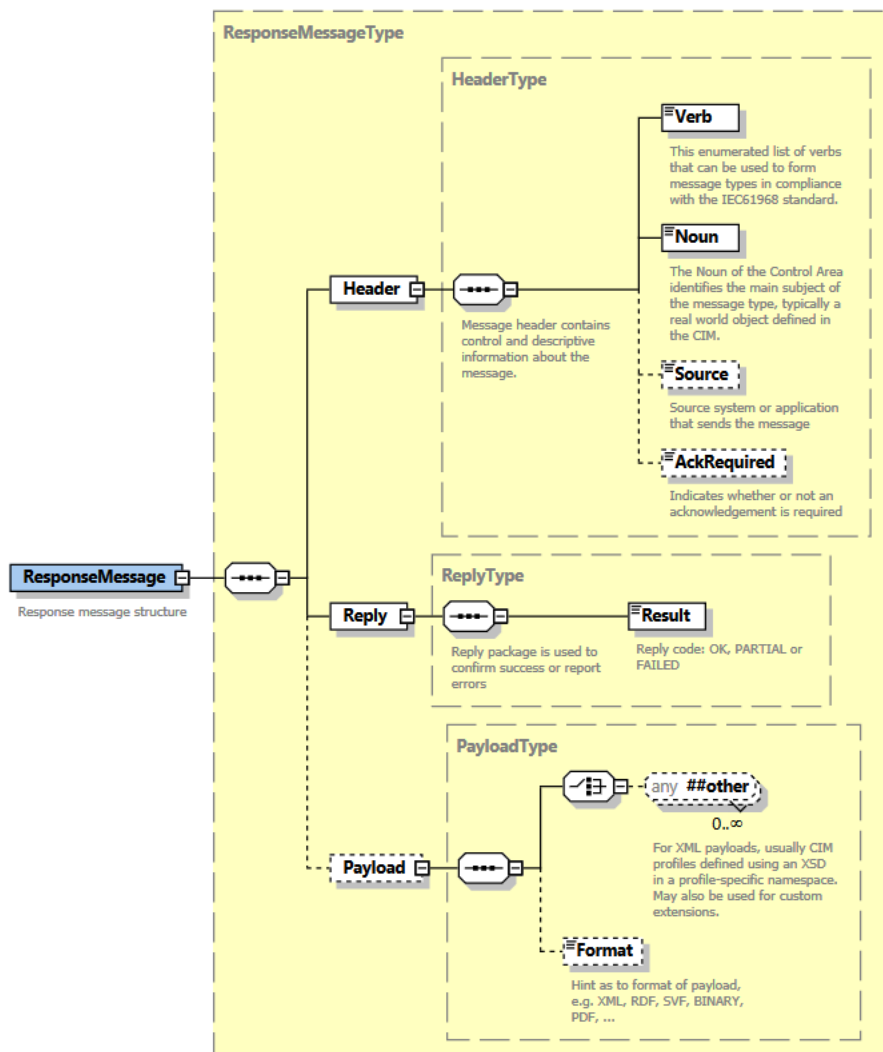 ResponseMessageType
HeaderType
Verb
This enumerated list of verbs
that can be used to form
message types in compliance
with the IEC61968 standard.
Noun
The Noun of the Control Area
identifies the main subject of
the message type, typically a
real world object defined in
the CIM.
Header
Message header contains
control and descriptive
information about the
message.
Source
Source system or application
that sends the message
AckRequired
Indicates whether or not an
acknowledgement is required
ResponseMessage
Response message structure
ReplyType
Reply
Reply package is used to
confirm success or report
errors
Result
Reply code: OK, PARTIAL or
FAILED
PayloadType
any ##other
0..∞
For XML payloads, usually CIM
profiles defined using an XSD
in a profile-specific namespace.
May also be used for custom
extensions.
Payload
Format
Hint as to format of payload,
e.g. XML, RDF, SVF, BINARY,
PDF, ...